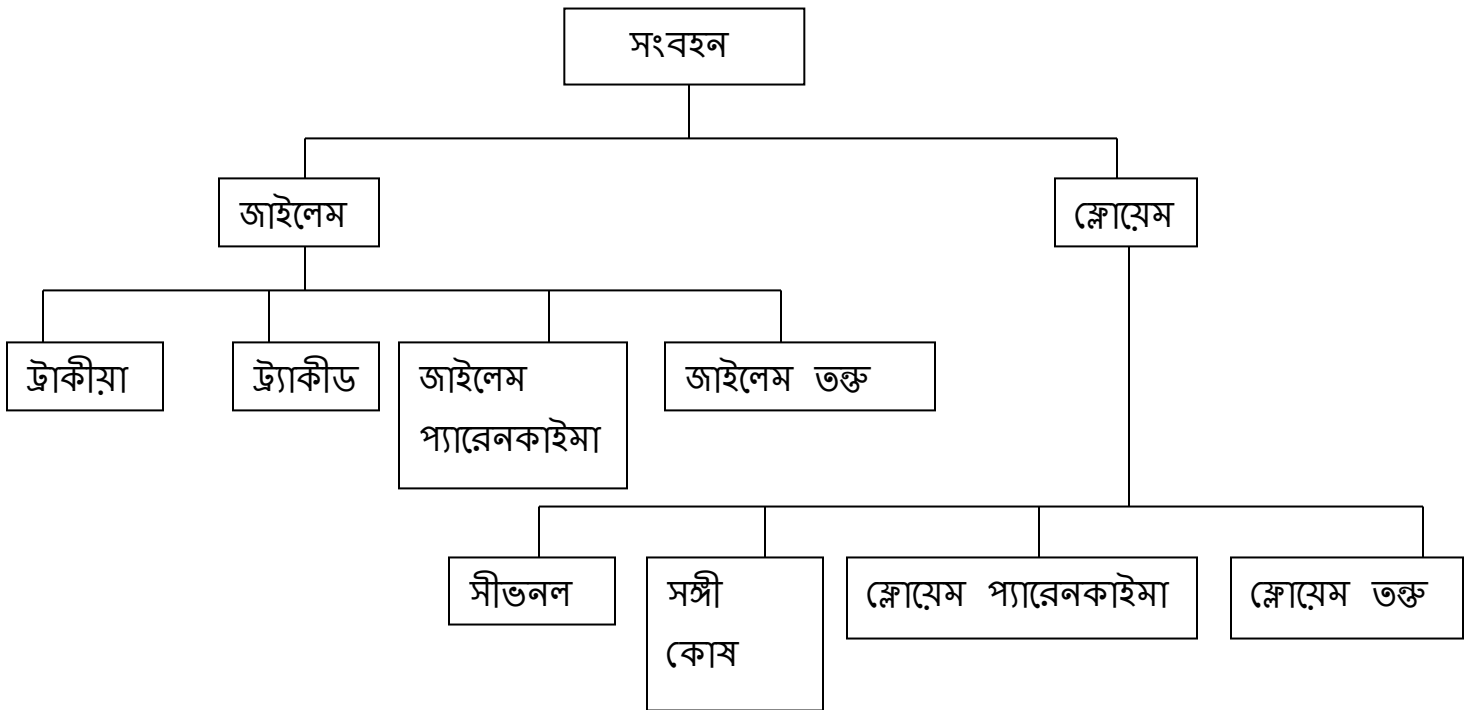 সংবহন
জাইলেম
ফ্লোয়েম
ট্রাকীয়া
ট্র্যাকীড
জাইলেম
প্যারেনকাইমা
জাইলেম তন্তু
সীভনল
সঙ্গী
কোষ
ফ্লোয়েম প্যারেনকাইমা
ফ্লোয়েম তন্তু